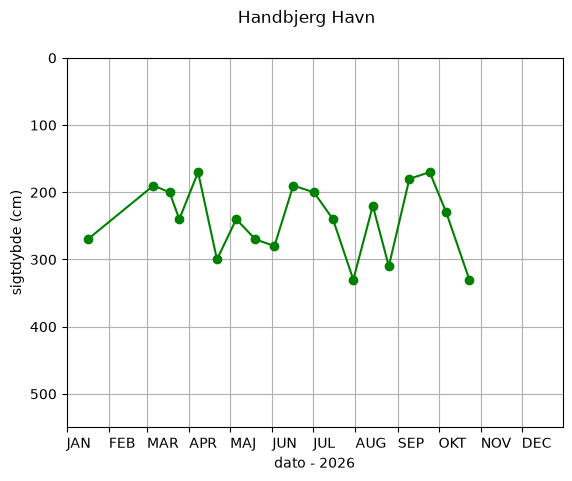 Handbjerg Havn
0
100
200
300
400
500
sigtdybde (cm)
JAN FEB MAR APR MAJ JUN JUL AUG SEP OKT NOV DEC
dato - 2026